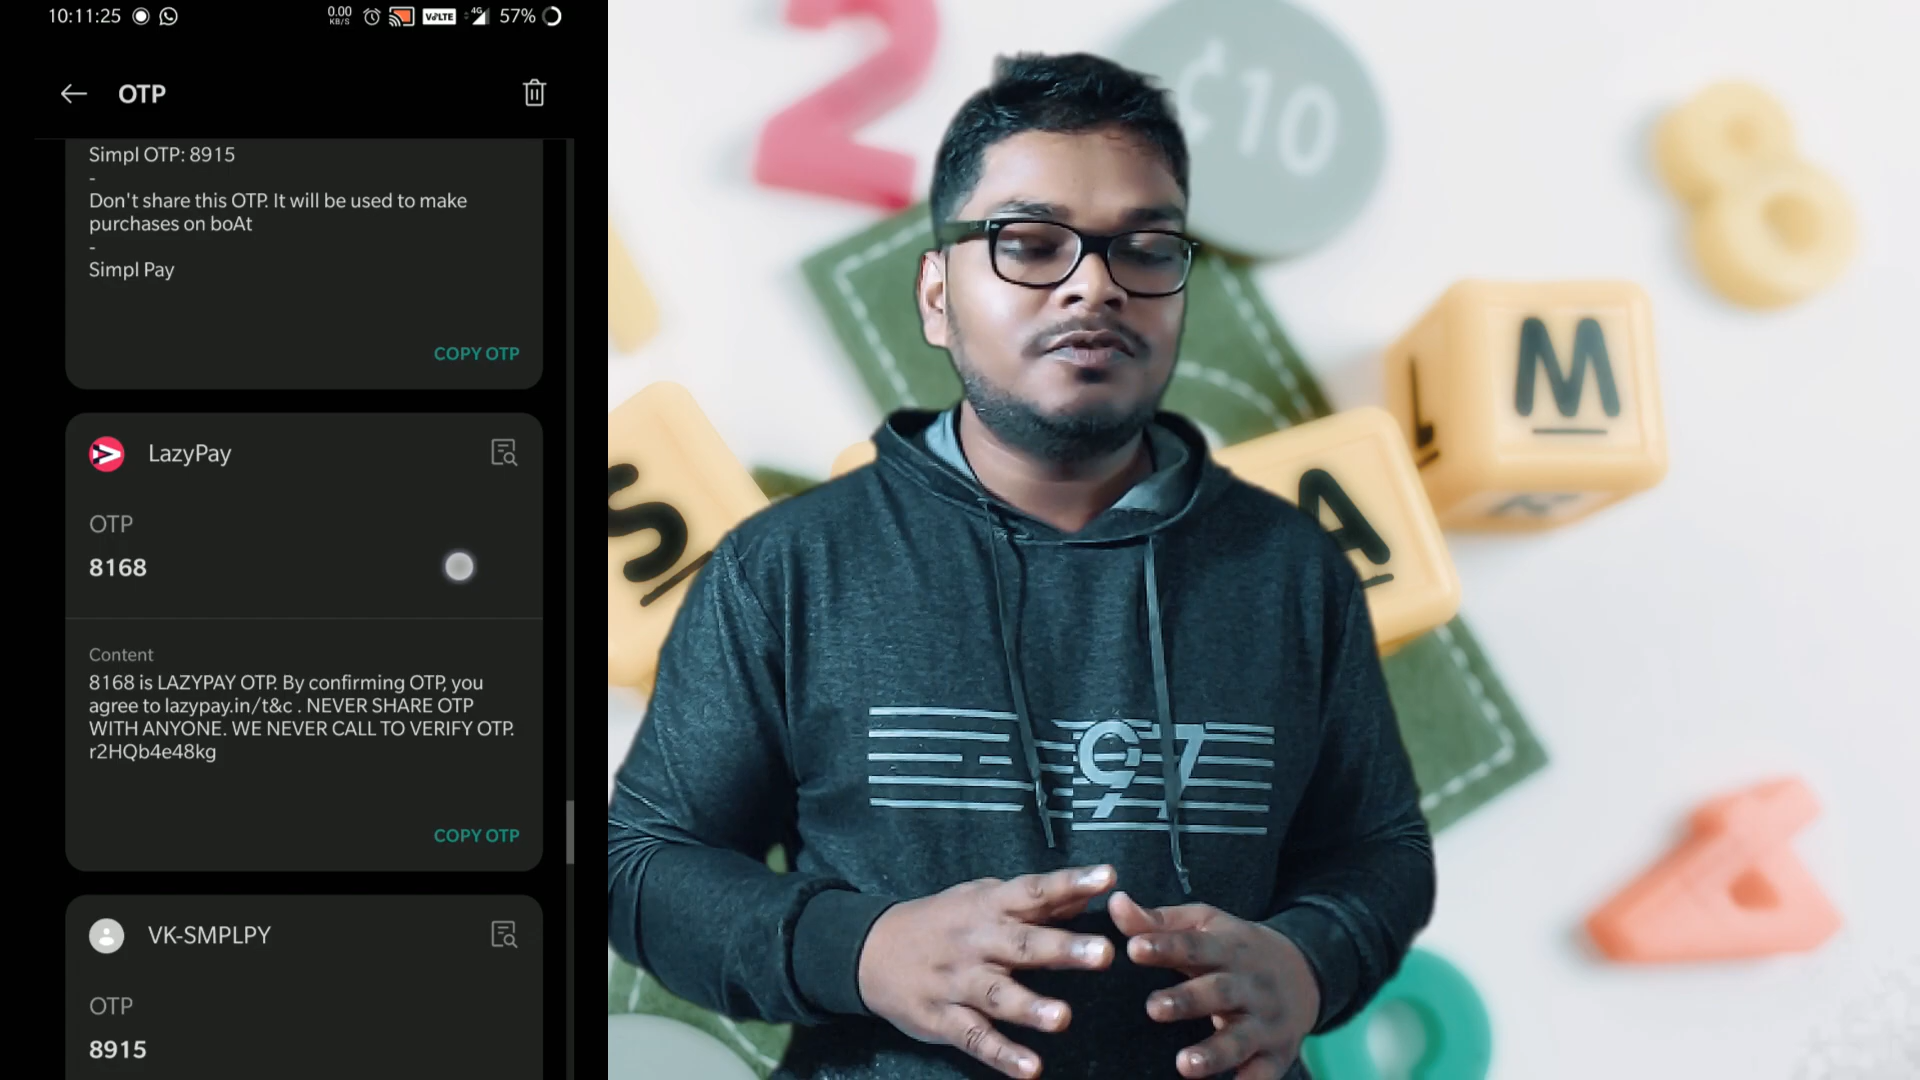 10:11:25
0.00
KB/S
VoLTE
4G
57%
OTP
Simpl OTP: 8915
-
Don't share this OTP. It will be used to make
purchases on boAt
-
Simpl Pay
COPY OTP
LazyPay
OTP
8168
Content
8168 is LAZYPAY OTP. By confirming OTP, you
agree to lazypay.in/t&c . NEVER SHARE OTP
WITH ANYONE. WE NEVER CALL TO VERIFY OTP.
r2HQb4e48kg
COPY OTP
VK-SMPLPY
OTP
8915
2
¢10
8
M
S
A
97